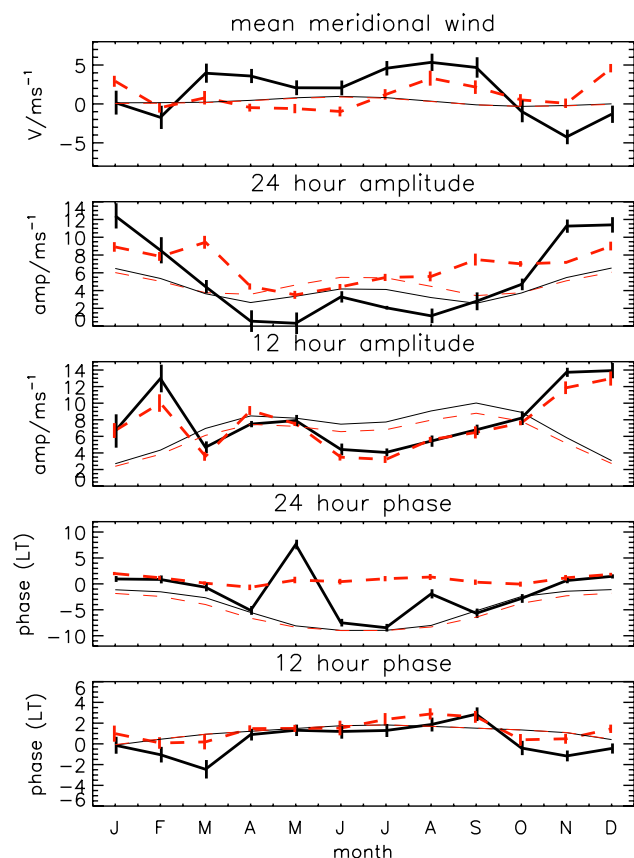 mean meridional wind
V/ms⁻¹
5
0
−5
24 hour amplitude
amp/ms⁻¹
14
12
10
8
6
4
2
0
12 hour amplitude
amp/ms⁻¹
14
12
10
8
6
4
2
0
24 hour phase
phase (LT)
10
5
0
−5
−10
12 hour phase
phase (LT)
6
4
2
0
−2
−4
−6
J F M A M J J A S O N D
month